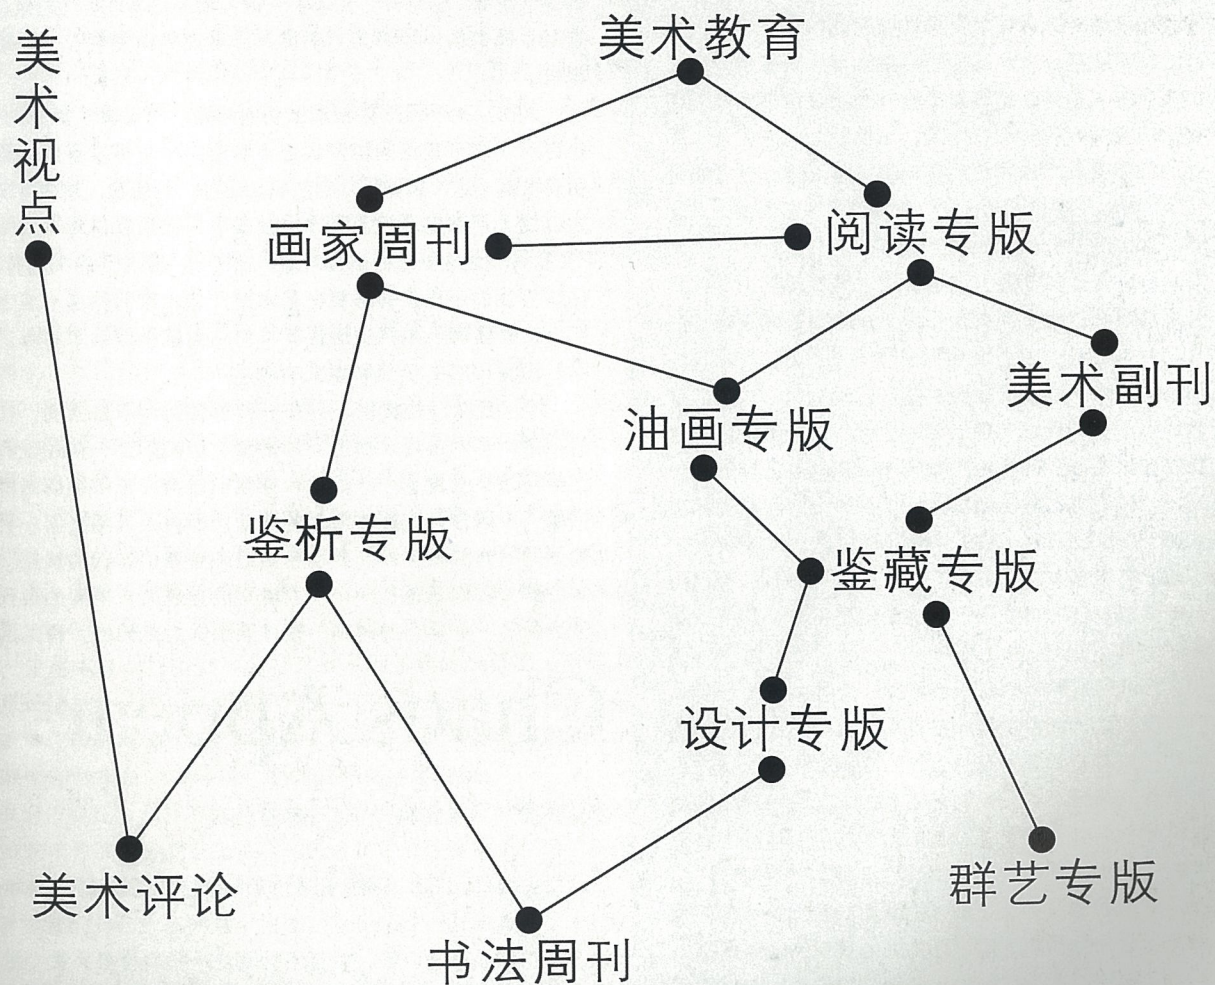 美术视点
美术教育
画家周刊
阅读专版
美术副刊
油画专版
鉴析专版
鉴藏专版
设计专版
美术评论
群艺专版
书法周刊